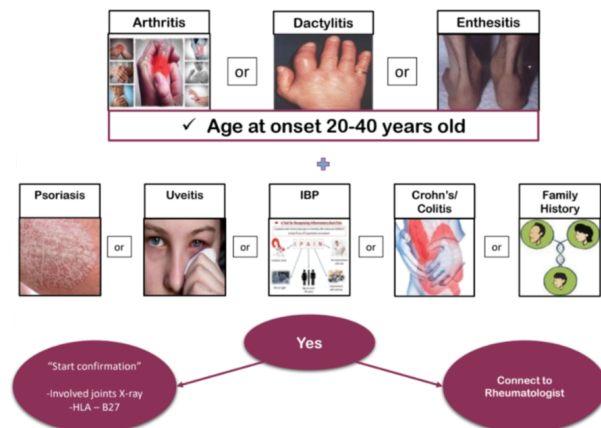 Arthritis
Dactylitis
Enthesitis
or
or
✓ Age at onset 20-40 years old
+
Psoriasis
Uveitis
IBP
Crohn's/
Colitis
Family
History
or
or
or
or
I P A I N
Yes
"Start confirmation"
-Involved joints X-ray
-HLA – B27
Connect to
Rheumatologist